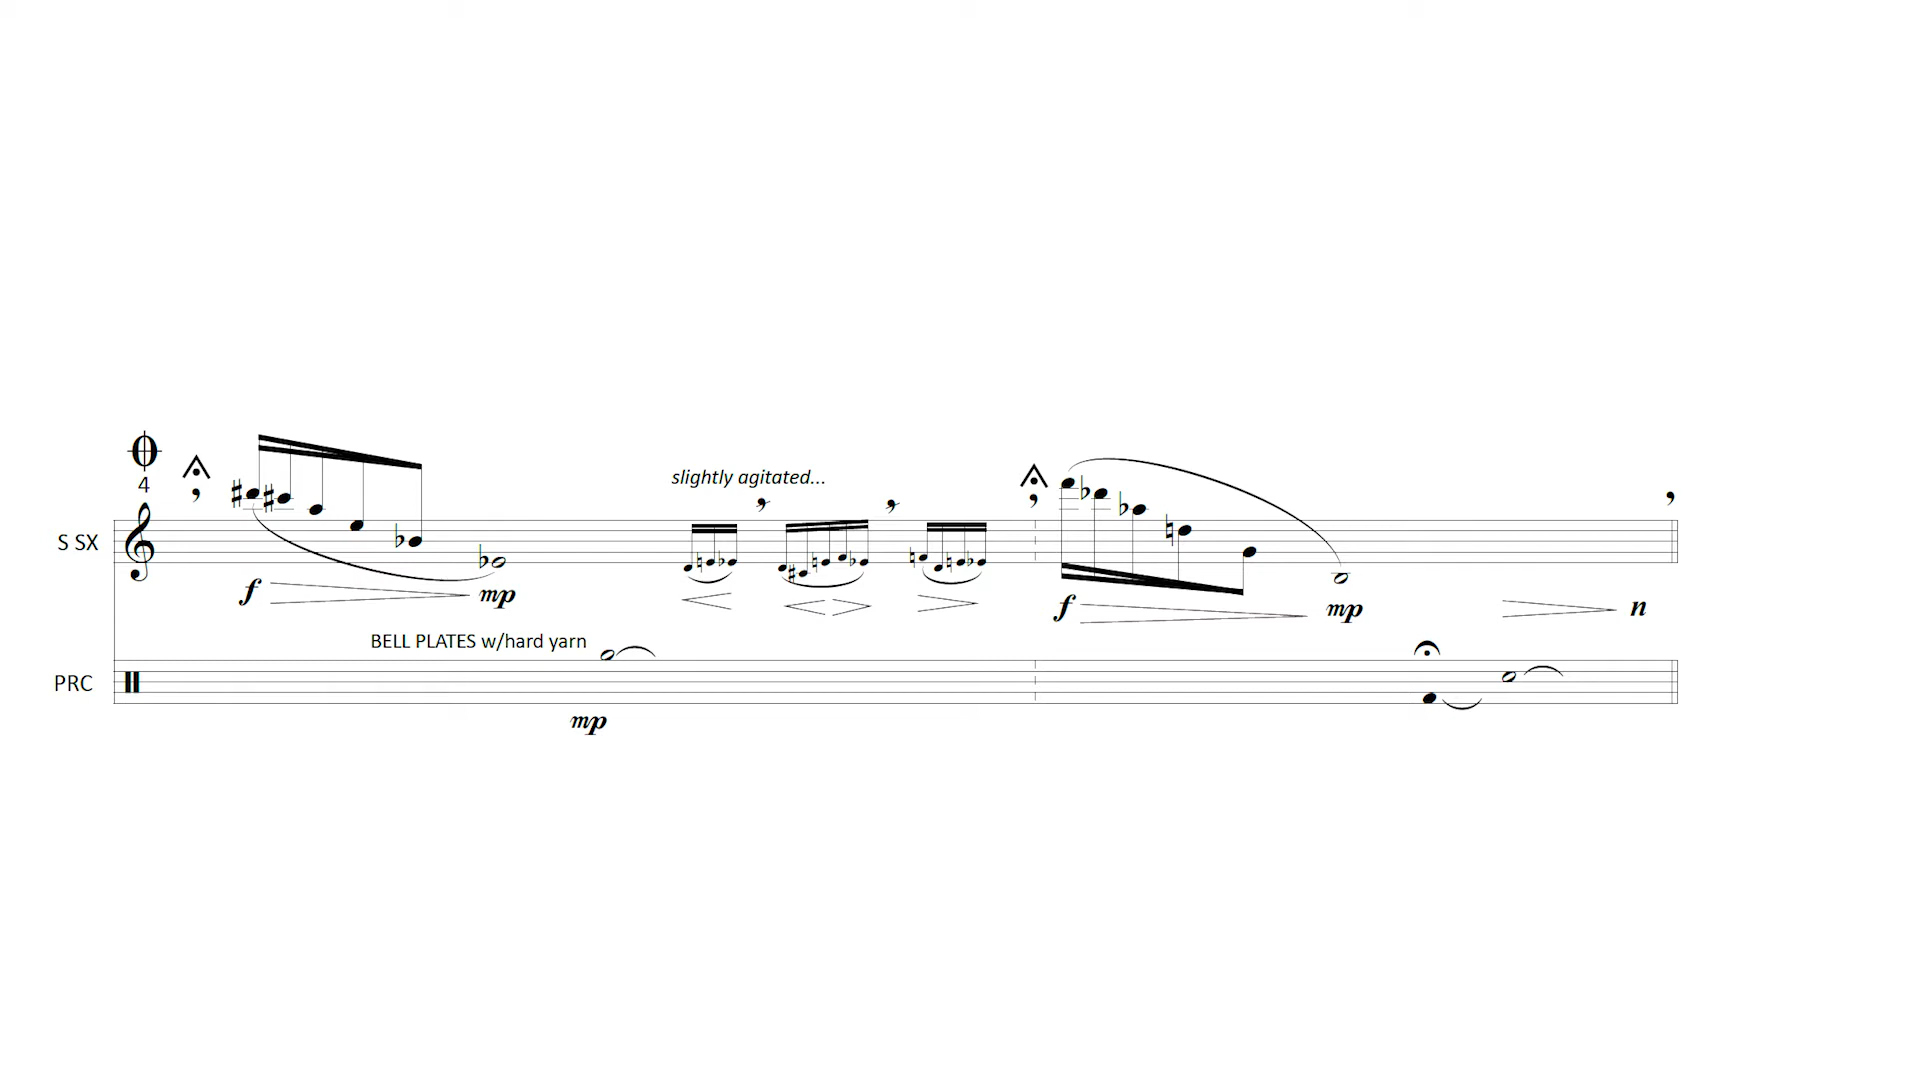 4
slightly agitated...
S SX
f mp f mp n
BELL PLATES w/hard yarn
PRC
mp